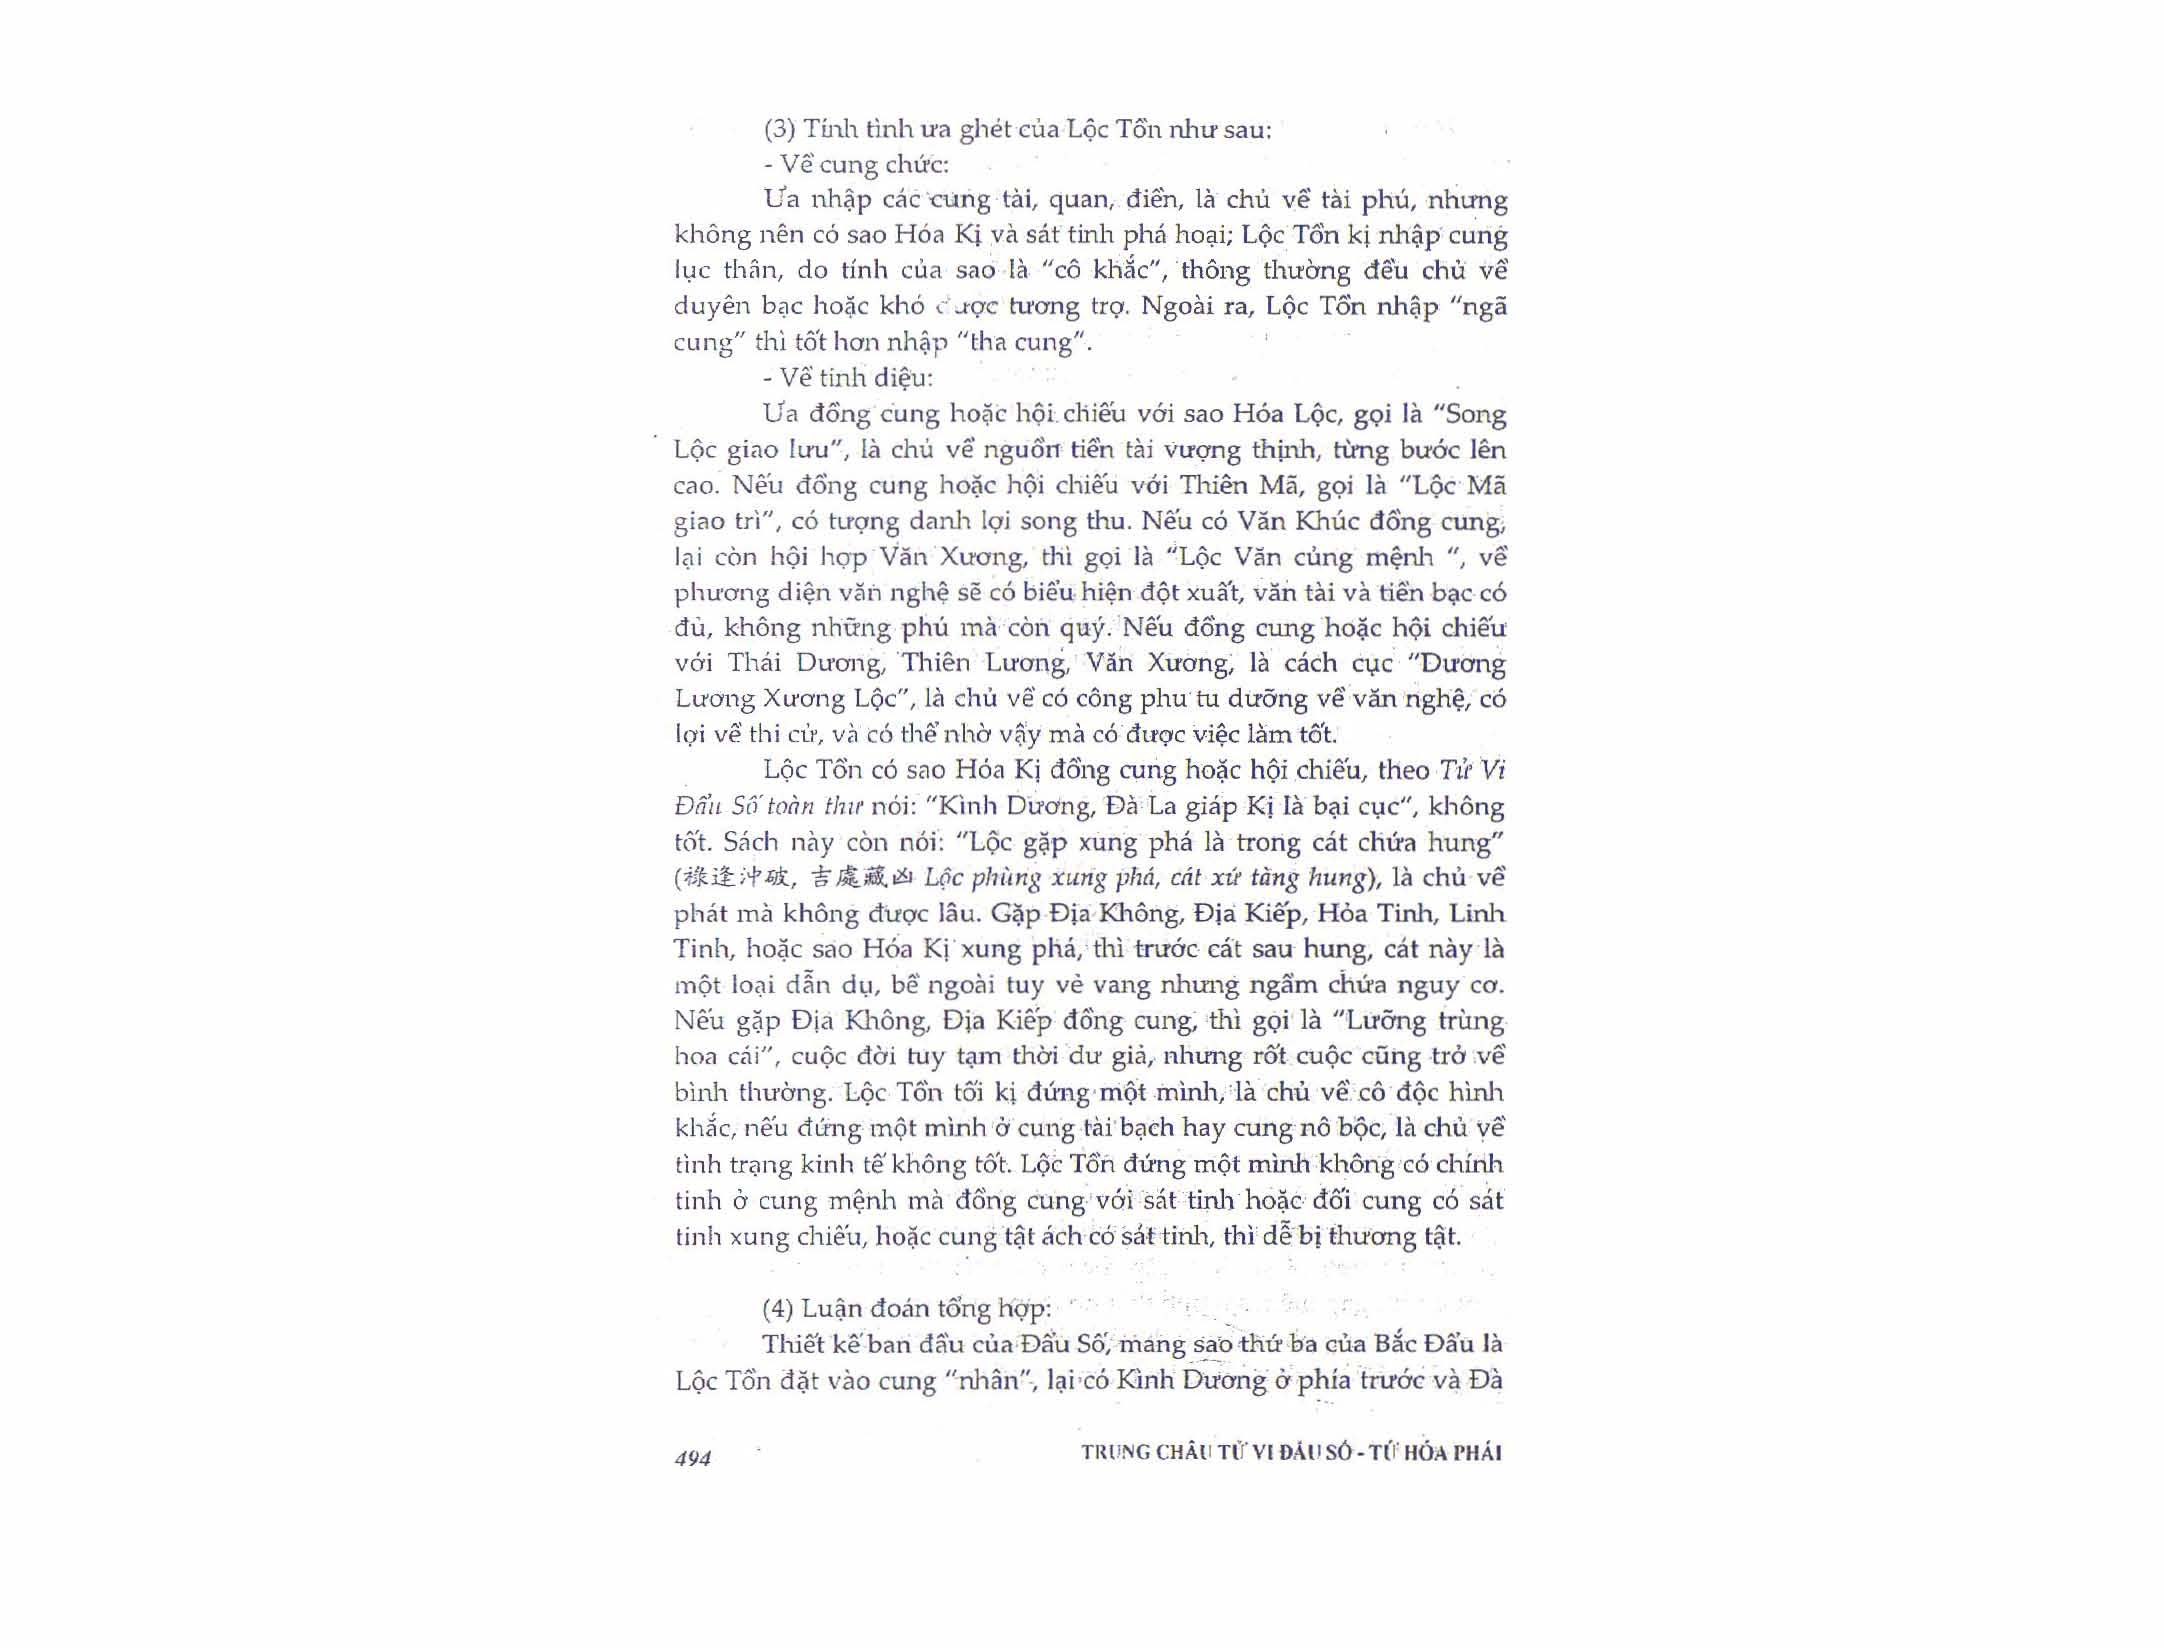 (3) Tính tình ưa ghét của Lộc Tồn như sau:
- Về cung chức:
Ưa nhập các cung tài, quan, điền, là chủ về tài phú, nhưng
không nên có sao Hóa Kị và sát tinh phá hoại; Lộc Tồn kị nhập cung
lục thân, do tính của sao là "cô khắc", thông thường đều chủ về
duyên bạc hoặc khó được tương trợ. Ngoài ra, Lộc Tồn nhập "ngã
cung" thì tốt hơn nhập "tha cung".
- Về tinh diệu:
Ưa đồng cung hoặc hội chiếu với sao Hóa Lộc, gọi là "Song
Lộc giao lưu", là chủ về nguồn tiền tài vượng thịnh, từng bước lên
cao. Nếu đồng cung hoặc hội chiếu với Thiên Mã, gọi là "Lộc Mã
giao trì", có tượng danh lợi song thu. Nếu có Văn Khúc đồng cung,
lại còn hội hợp Văn Xương, thì gọi là "Lộc Văn củng mệnh ", về
phương diện văn nghệ sẽ có biểu hiện đột xuất, văn tài và tiền bạc có
đủ, không những phú mà còn quý. Nếu đồng cung hoặc hội chiếu
với Thái Dương, Thiên Lương, Văn Xương, là cách cục "Dương
Lương Xương Lộc", là chủ về có công phu tu dưỡng về văn nghệ, có
lợi về thi cử, và có thể nhờ vậy mà có được việc làm tốt.
Lộc Tồn có sao Hóa Kị đồng cung hoặc hội chiếu, theo Tử Vi
Đẩu Số toàn thư nói: "Kình Dương, Đà La giáp Kị là bại cục", không
tốt. Sách này còn nói: "Lộc gặp xung phá là trong cát chứa hung"
(祿逢沖破, 吉處藏凶 Lộc phùng xung phá, cát xứ tàng hung), là chủ về
phát mà không được lâu. Gặp Địa Không, Địa Kiếp, Hỏa Tinh, Linh
Tinh, hoặc sao Hóa Kị xung phá, thì trước cát sau hung, cát này là
một loại dẫn dụ, bề ngoài tuy vẻ vang nhưng ngầm chứa nguy cơ.
Nếu gặp Địa Không, Địa Kiếp đồng cung, thì gọi là "Lưỡng trùng
hoa cái", cuộc đời tuy tạm thời dư giả, nhưng rốt cuộc cũng trở về
bình thường. Lộc Tồn tối kị đứng một mình, là chủ về cô độc hình
khắc, nếu đứng một mình ở cung tài bạch hay cung nô bộc, là chủ về
tình trạng kinh tế không tốt. Lộc Tồn đứng một mình không có chính
tinh ở cung mệnh mà đồng cung với sát tinh hoặc đối cung có sát
tinh xung chiếu, hoặc cung tật ách có sát tinh, thì dễ bị thương tật.
(4) Luận đoán tổng hợp:
Thiết kế ban đầu của Đẩu Số, mang sao thứ ba của Bắc Đẩu là
Lộc Tồn đặt vào cung "nhân", lại có Kình Dương ở phía trước và Đà
494
TRUNG CHÂU TỬ VI ĐẨU SỐ - TỨ HÓA PHÁI